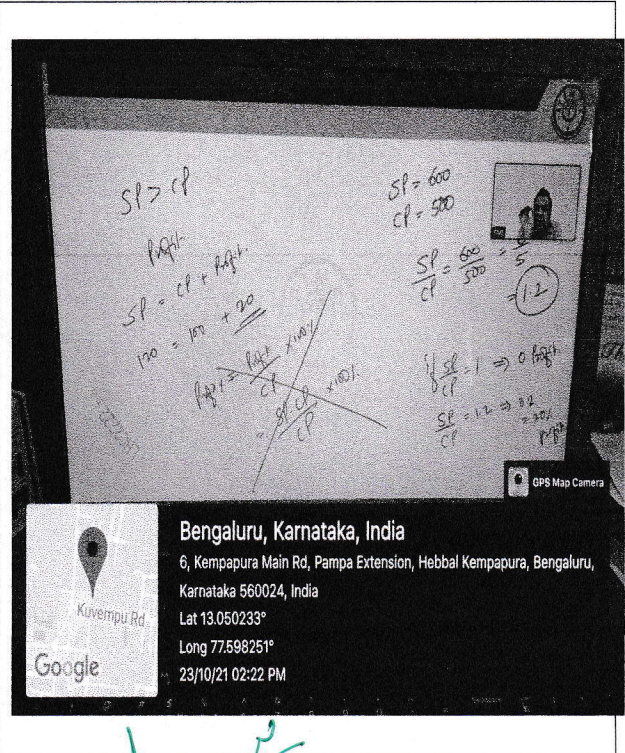 SP > CP
Profit
SP = CP + Profit
120 = 100 + 20
Prof % = Profit / CP × 100%
= SP CP / CP × 100%
SP = 600
CP = 500
SP / CP = 600 / 500 = 6 / 5
= 1.2
if SP / CP = 1 ⇒ 0 Profit
SP / CP = 1.2 ⇒
= 20%
Profit
GPS Map Camera
Kuvempu Rd
Google
Bengaluru, Karnataka, India
6, Kempapura Main Rd, Pampa Extension, Hebbal Kempapura, Bengaluru,
Karnataka 560024, India
Lat 13.050233°
Long 77.598251°
23/10/21 02:22 PM